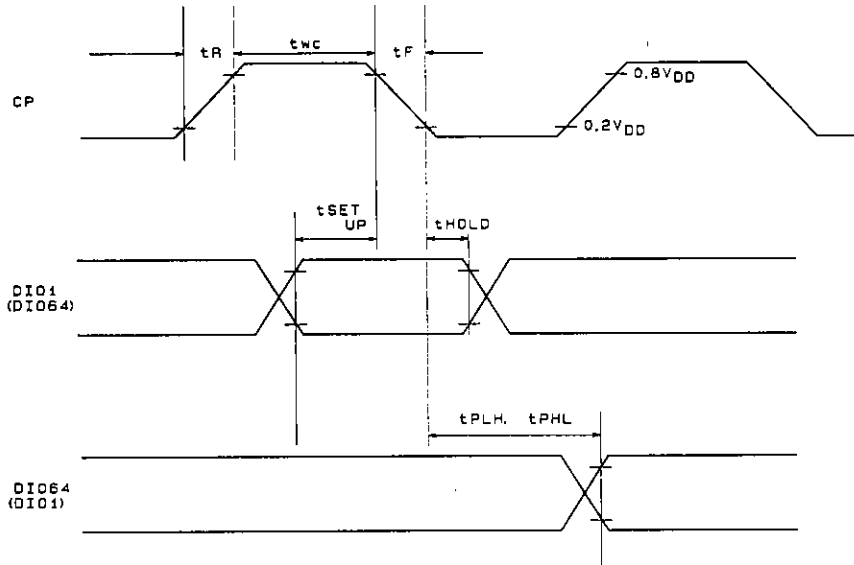 tR
twc
tF
CP
0.8VDD
0.2VDD
tSET
UP
tHOLD
DIO1
(DIO64)
tPLH. tPHL
DIO64
(DIO1)